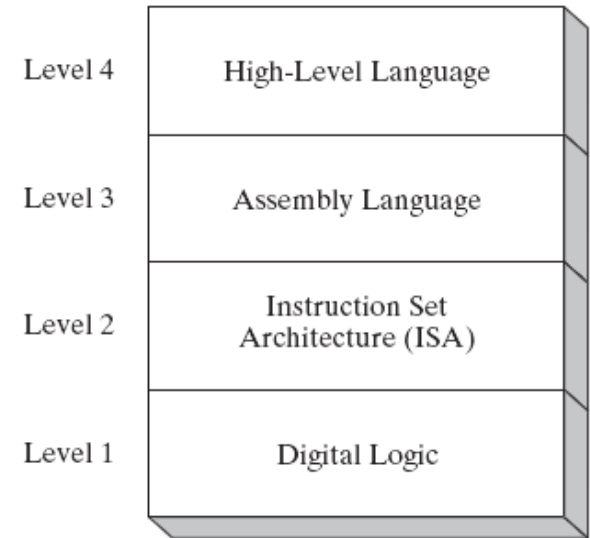 Level 4
High-Level Language
Level 3
Assembly Language
Level 2
Instruction Set
Architecture (ISA)
Level 1
Digital Logic